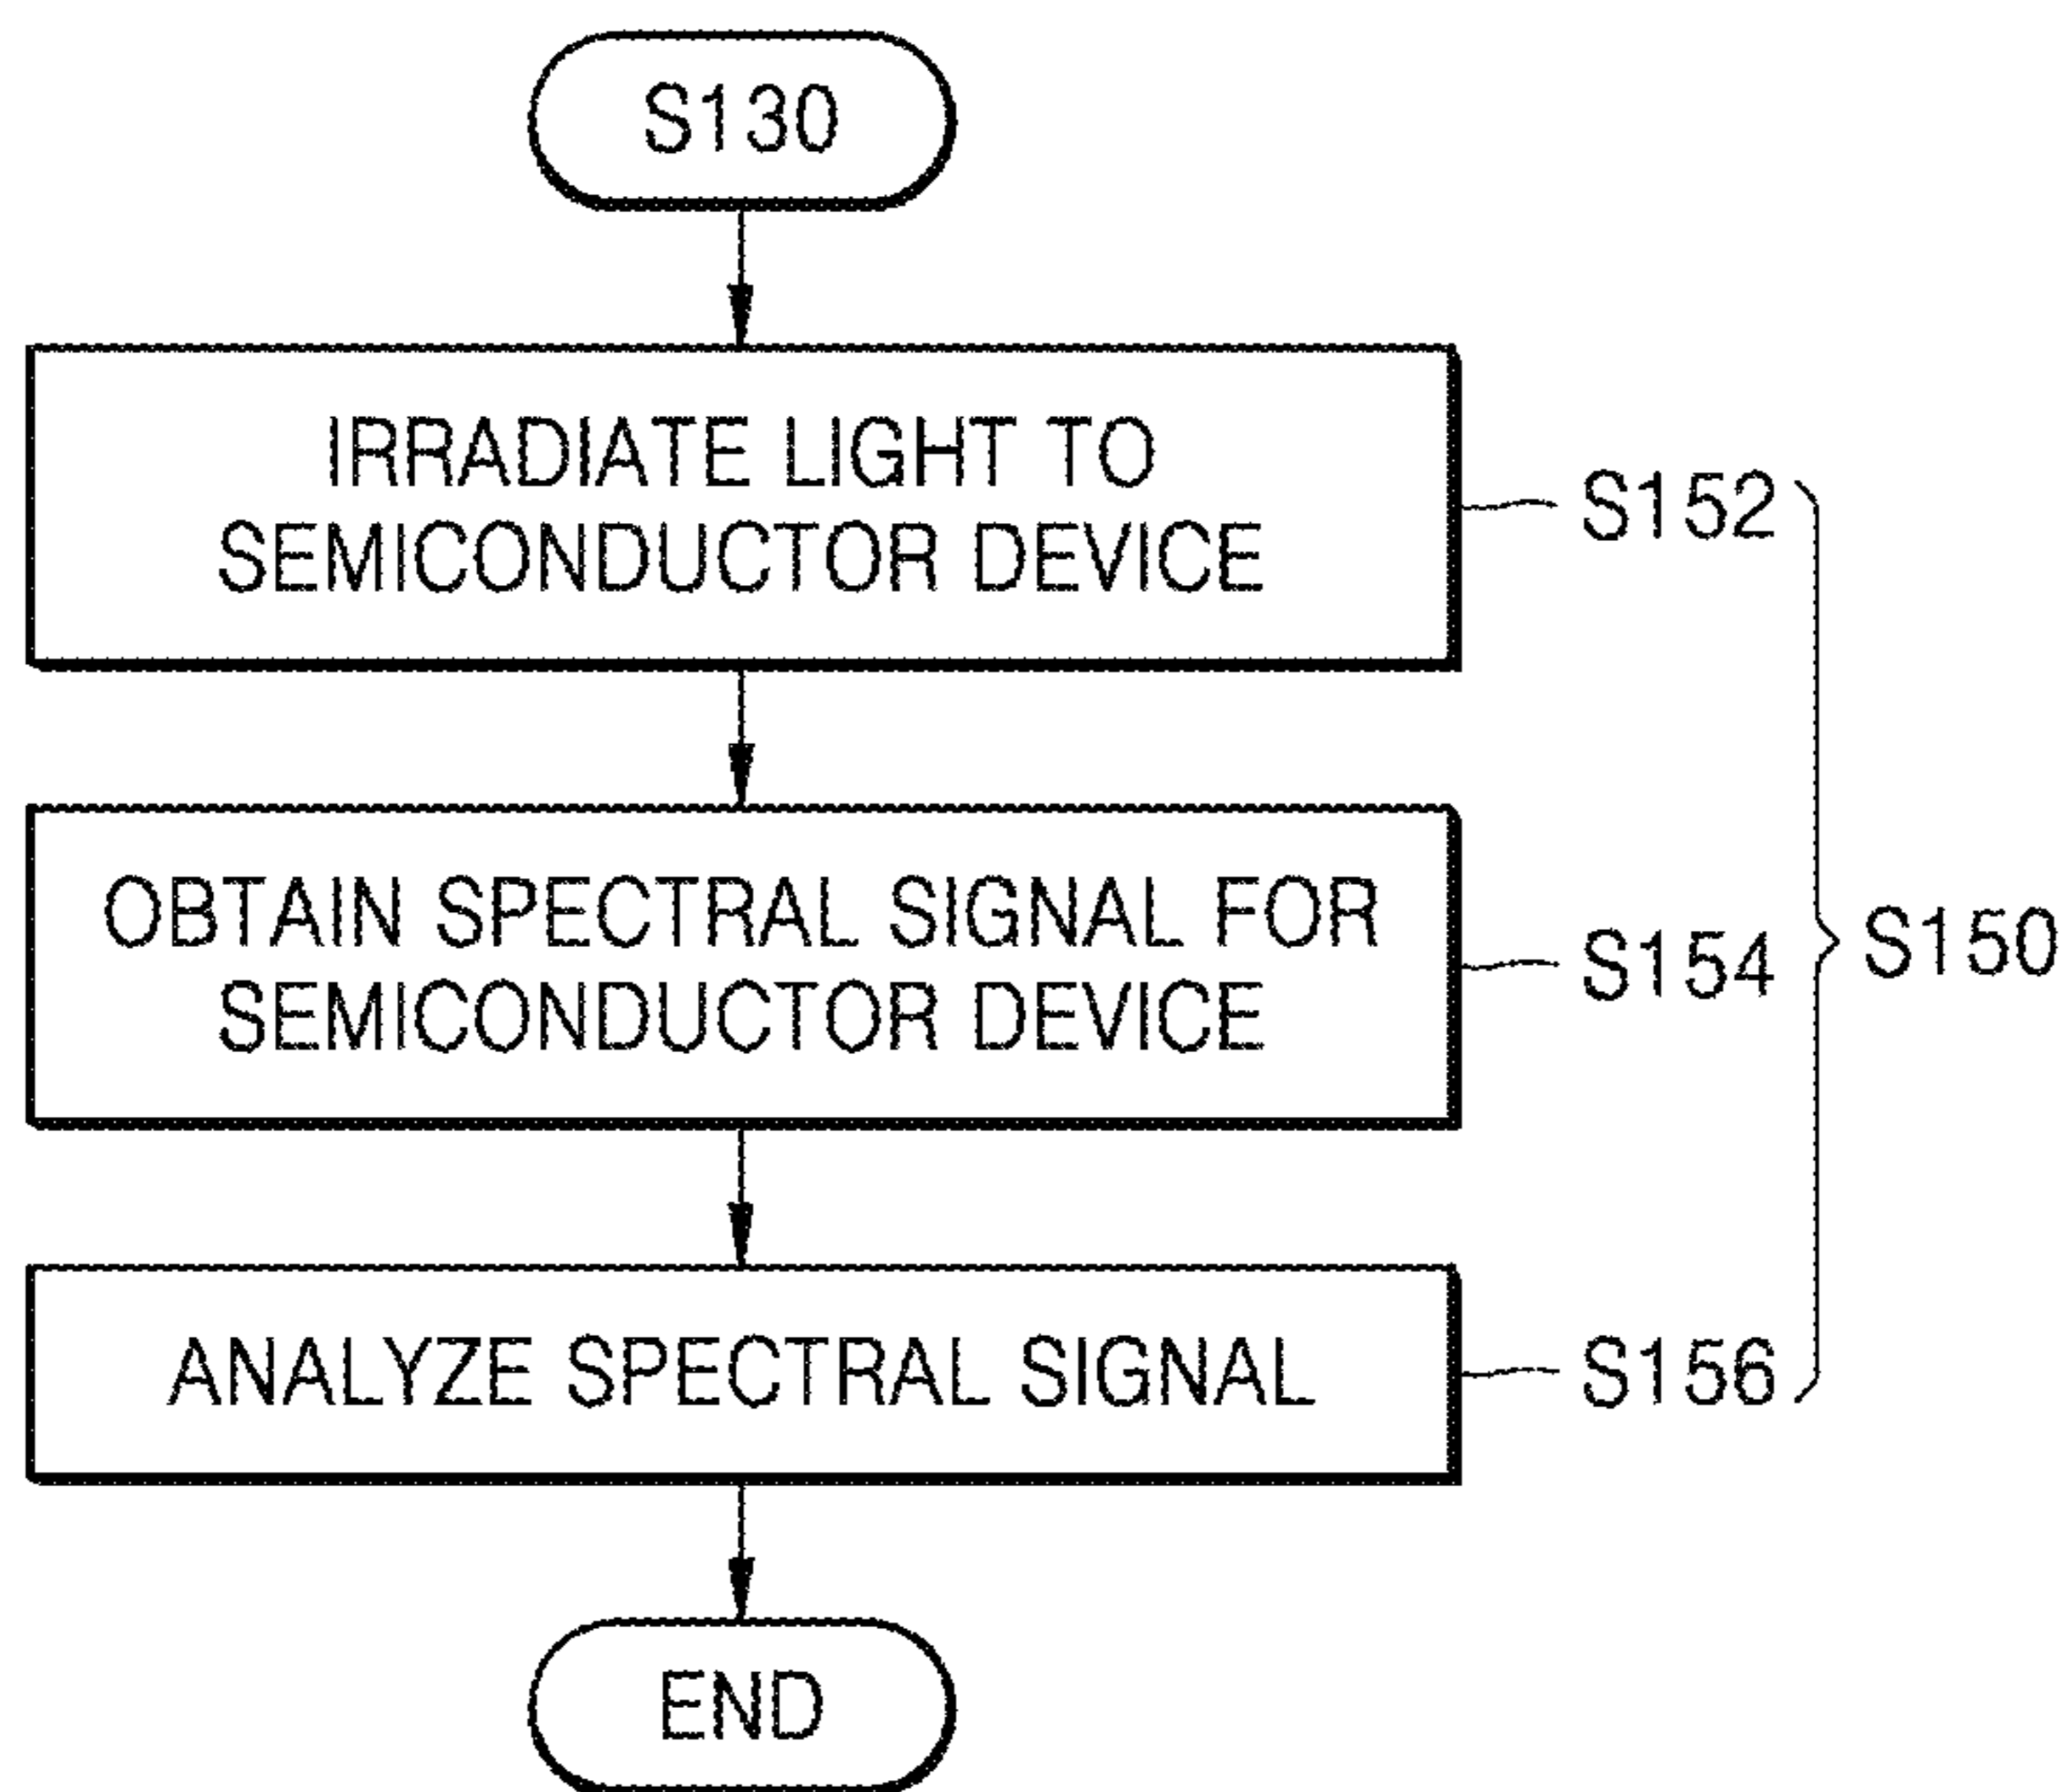 S130
IRRADIATE LIGHT TO
SEMICONDUCTOR DEVICE
S152
OBTAIN SPECTRAL SIGNAL FOR
SEMICONDUCTOR DEVICE
S154
S150
ANALYZE SPECTRAL SIGNAL
S156
END